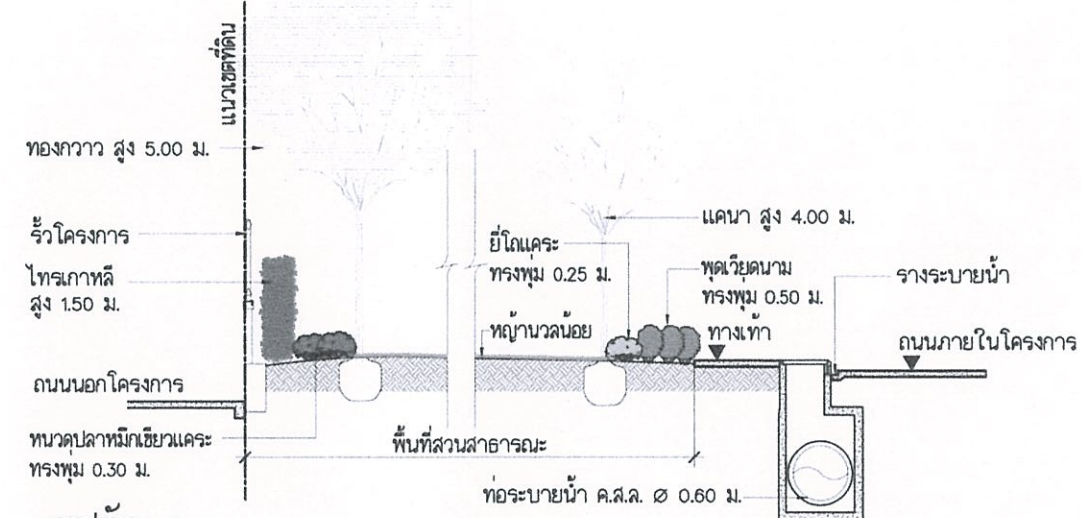 แนวเขตที่ดิน
ทองกวาว สูง 5.00 ม.
แคนา สูง 4.00 ม.
รั้วโครงการ
ยี่โถแคระ
ทรงพุ่ม 0.25 ม.
พุดเวียดนาม
ทรงพุ่ม 0.50 ม.
รางระบายน้ำ
ไทรเกาหลี
สูง 1.50 ม.
หญ้านวลน้อย
ทางเท้า
ถนนภายในโครงการ
ถนนนอกโครงการ
หนวดปลาหมึกเขียวแคระ
ทรงพุ่ม 0.30 ม.
พื้นที่สวนสาธารณะ
ท่อระบายน้ำ ค.ส.ล. Ø 0.60 ม.